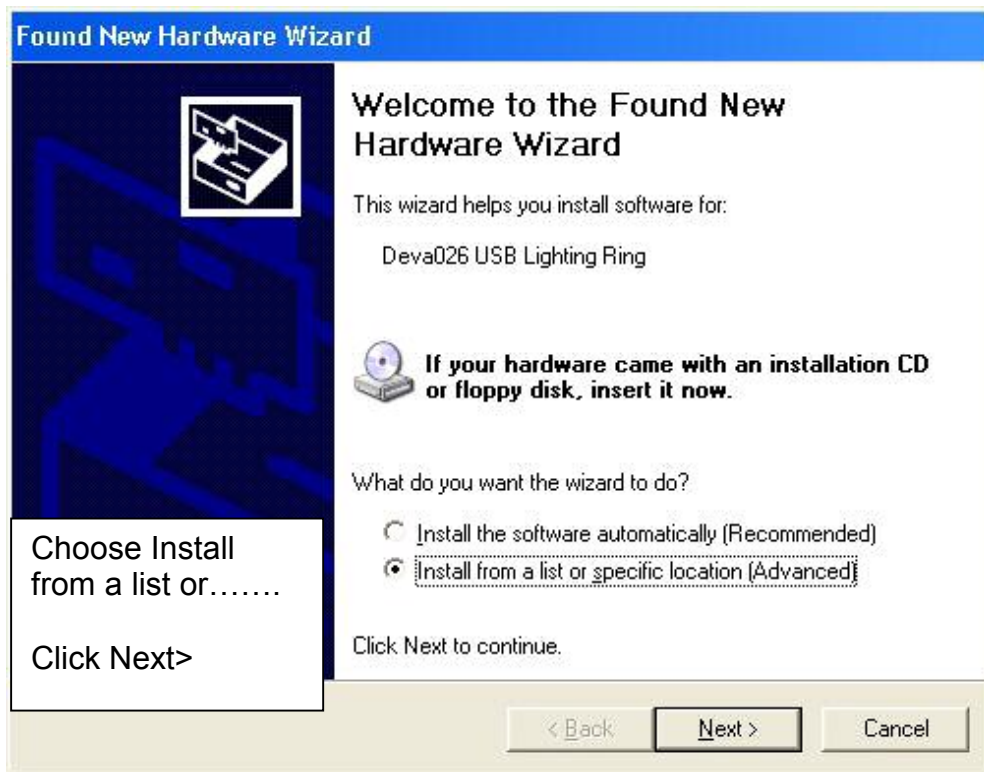 Found New Hardware Wizard
Welcome to the Found New
Hardware Wizard
This wizard helps you install software for:
Deva026 USB Lighting Ring
If your hardware came with an installation CD
or floppy disk, insert it now.
What do you want the wizard to do?
Install the software automatically (Recommended)
Install from a list or specific location (Advanced)
Click Next to continue.
Choose Install
from a list or…….
Click Next>
< Back
Next >
Cancel